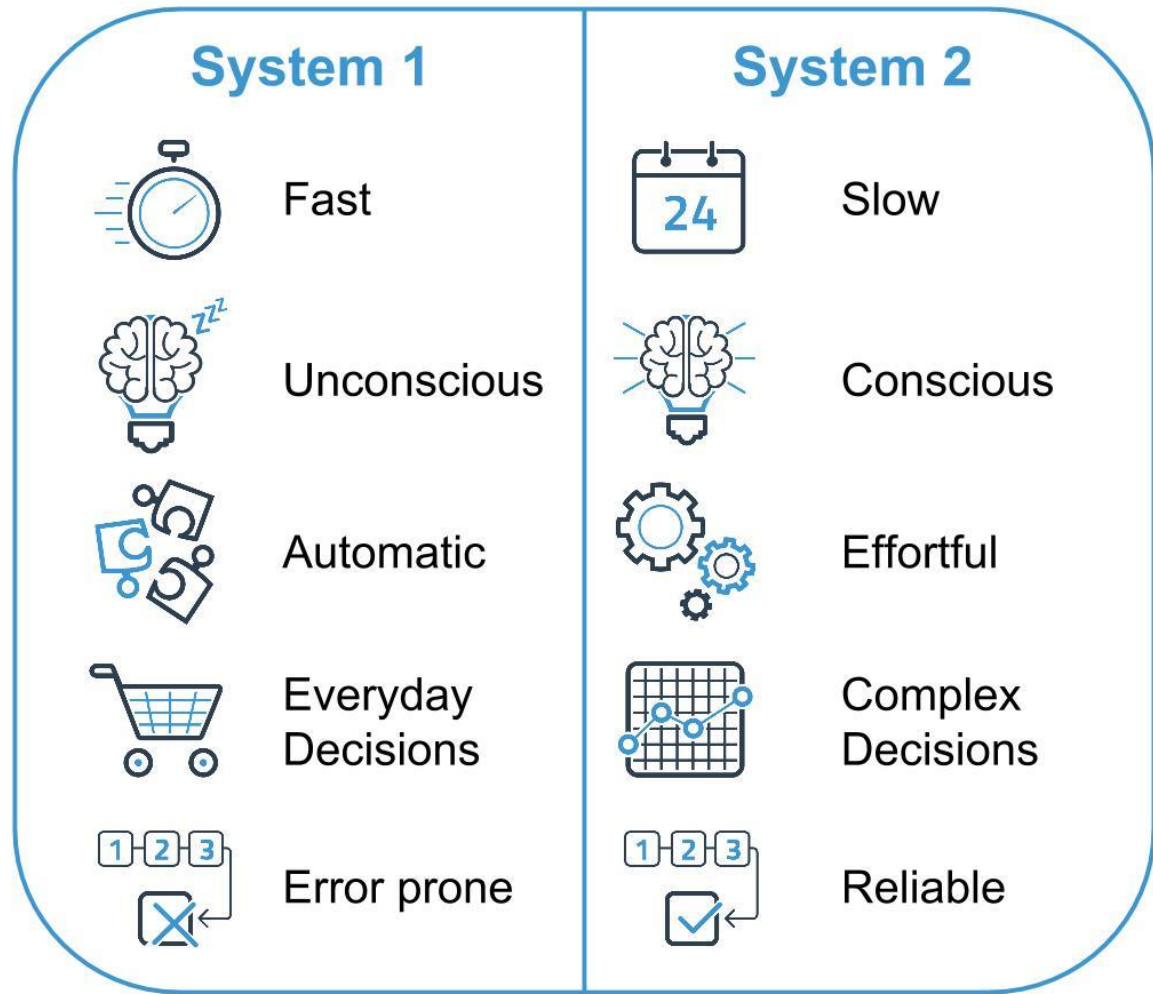 System 1
Fast
zzz
Unconscious
Automatic
Everyday
Decisions
1 2 3
Error prone
System 2
24
Slow
Conscious
Effortful
Complex
Decisions
1 2 3
Reliable